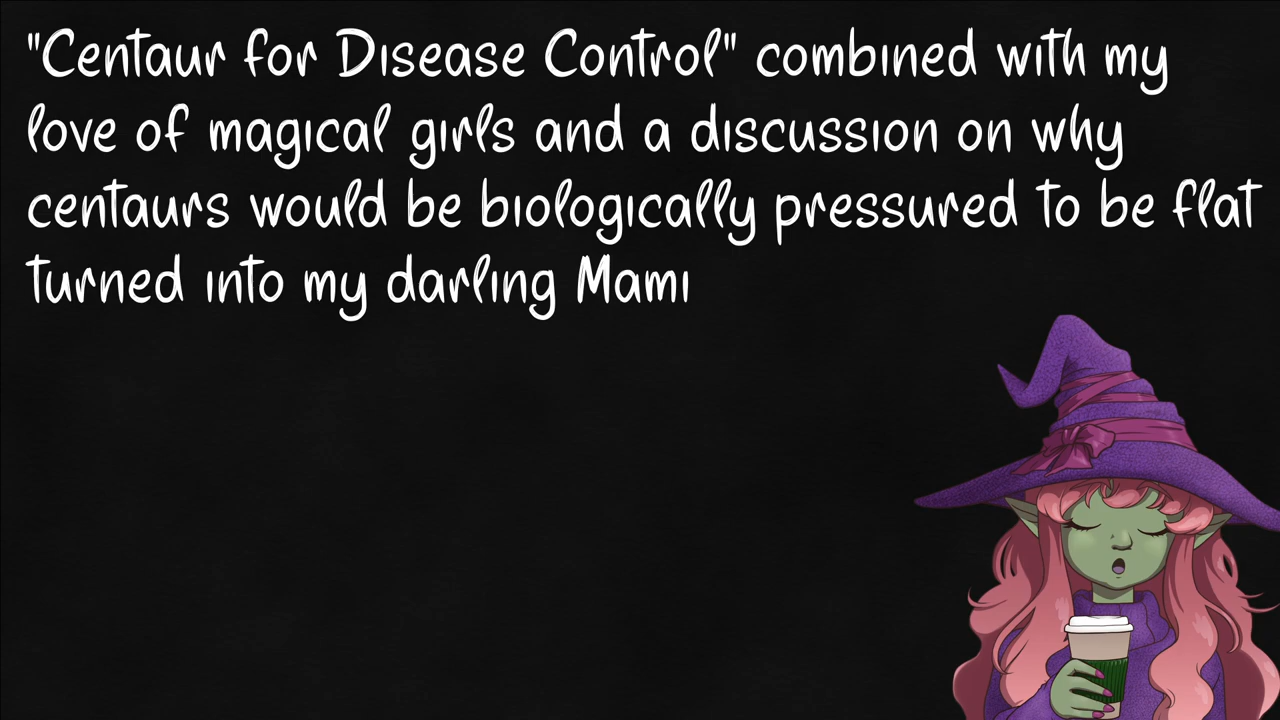 "Centaur for Disease Control" combined with my
love of magical girls and a discussion on why
centaurs would be biologically pressured to be flat
turned into my darling Mami